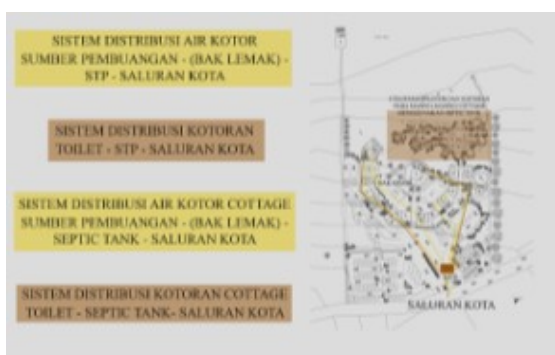 SISTEM DISTRIBUSI AIR KOTOR
SUMBER PEMBUANGAN - (BAK LEMAK) -
STP - SALURAN KOTA
SISTEM DISTRIBUSI KOTORAN
TOILET - STP - SALURAN KOTA
SISTEM DISTRIBUSI AIR KOTOR COTTAGE
SUMBER PEMBUANGAN - (BAK LEMAK) -
SEPTIC TANK - SALURAN KOTA
SISTEM DISTRIBUSI KOTORAN COTTAGE
TOILET - SEPTIC TANK- SALURAN KOTA
SALURAN KOTA